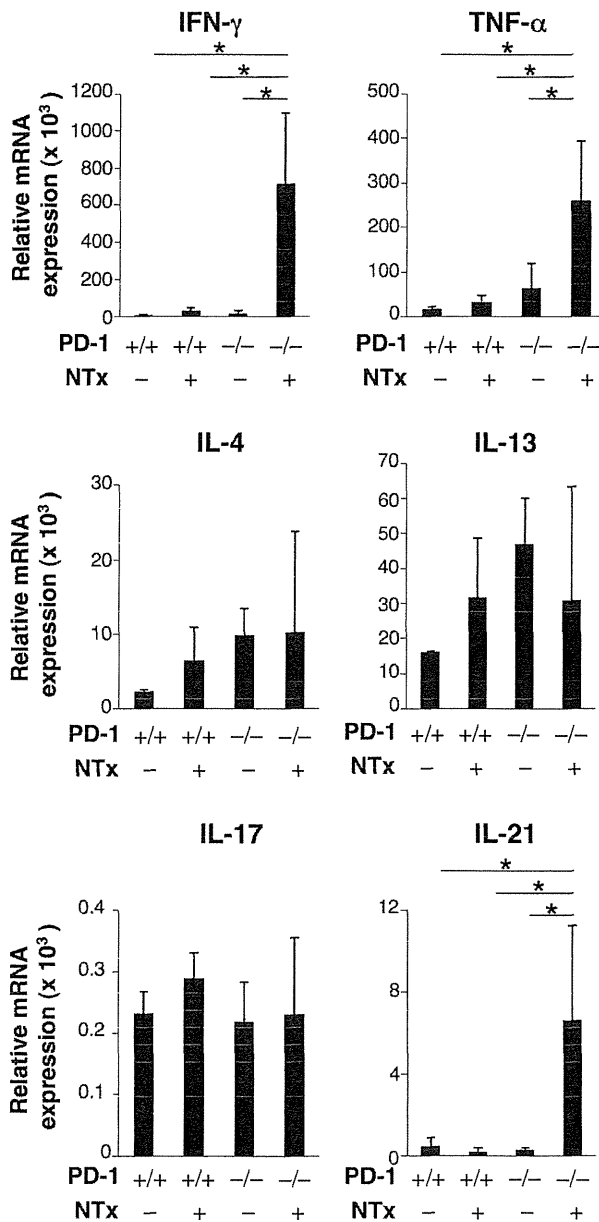 IFN-γ
* * *
1200
1000
800
600
400
200
0
Relative mRNA
expression (x 10³)
PD-1 +/+ +/+ –/– –/–
NTx – + – +
TNF-α
* * *
500
400
300
200
100
0
PD-1 +/+ +/+ –/– –/–
NTx – + – +
IL-4
30
20
10
0
Relative mRNA
expression (x 10³)
PD-1 +/+ +/+ –/– –/–
NTx – + – +
IL-13
70
60
50
40
30
20
10
0
PD-1 +/+ +/+ –/– –/–
NTx – + – +
IL-17
0.4
0.3
0.2
0.1
0
Relative mRNA
expression (x 10³)
PD-1 +/+ +/+ –/– –/–
NTx – + – +
IL-21
* * *
12
8
4
0
PD-1 +/+ +/+ –/– –/–
NTx – + – +